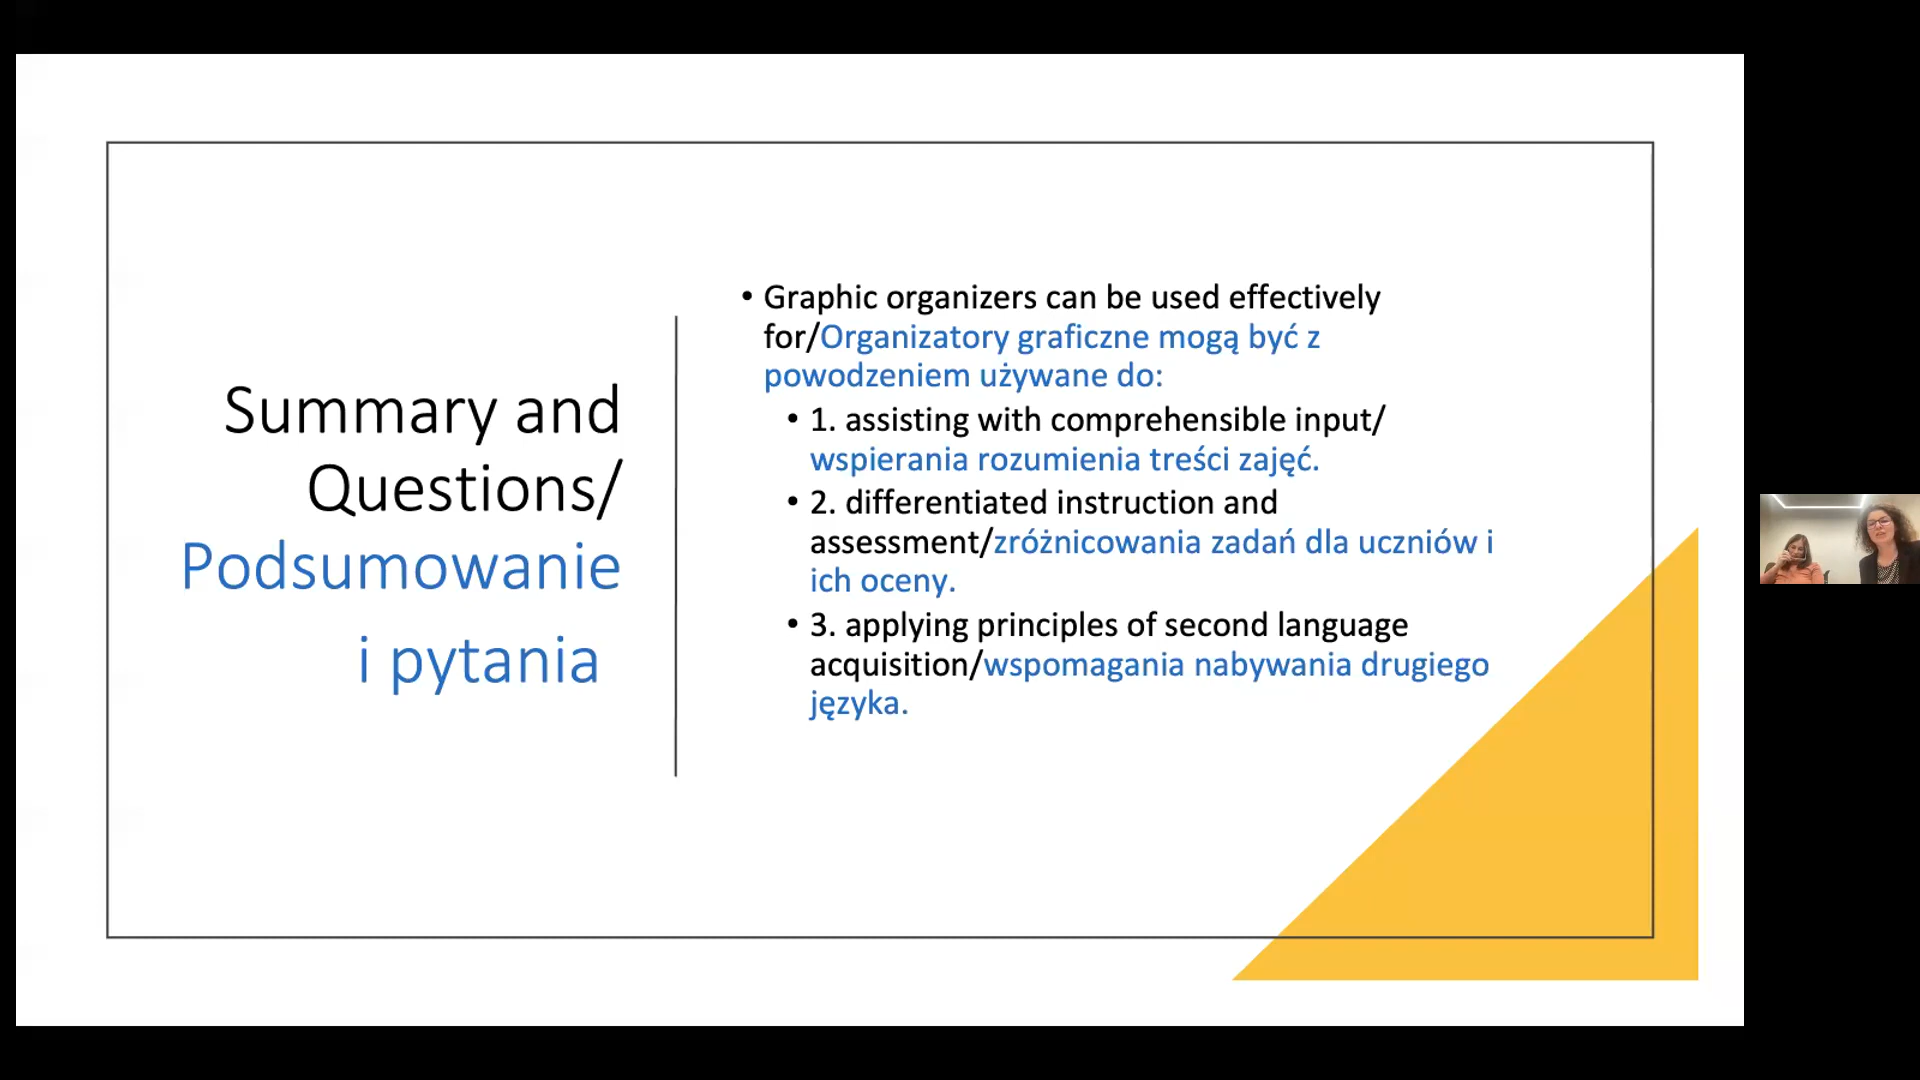 Summary and
Questions/
Podsumowanie
i pytania
• Graphic organizers can be used effectively
for/Organizatory graficzne mogą być z
powodzeniem używane do:
• 1. assisting with comprehensible input/
wspierania rozumienia treści zajęć.
• 2. differentiated instruction and
assessment/zróżnicowania zadań dla uczniów i
ich oceny.
• 3. applying principles of second language
acquisition/wspomagania nabywania drugiego
języka.